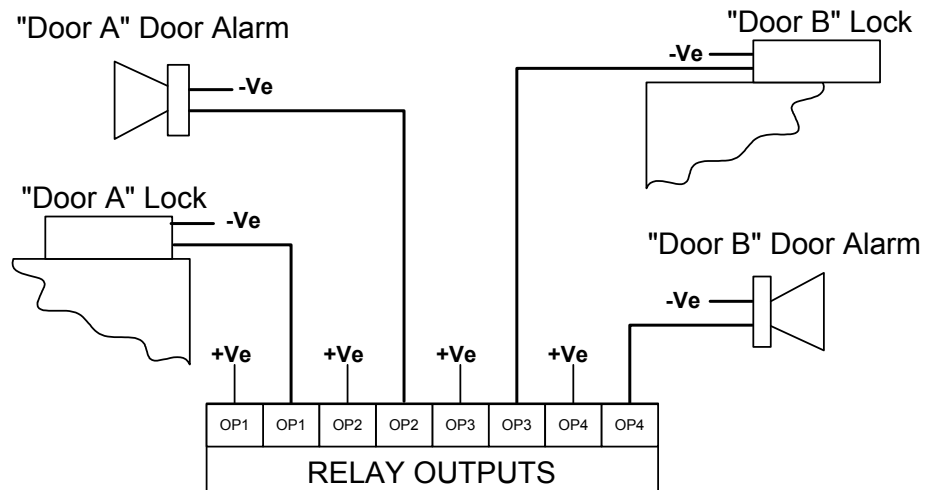 "Door A" Door Alarm
"Door B" Lock
-Ve
-Ve
"Door A" Lock
-Ve
"Door B" Door Alarm
-Ve
+Ve +Ve +Ve +Ve
OP1 OP1 OP2 OP2 OP3 OP3 OP4 OP4
RELAY OUTPUTS